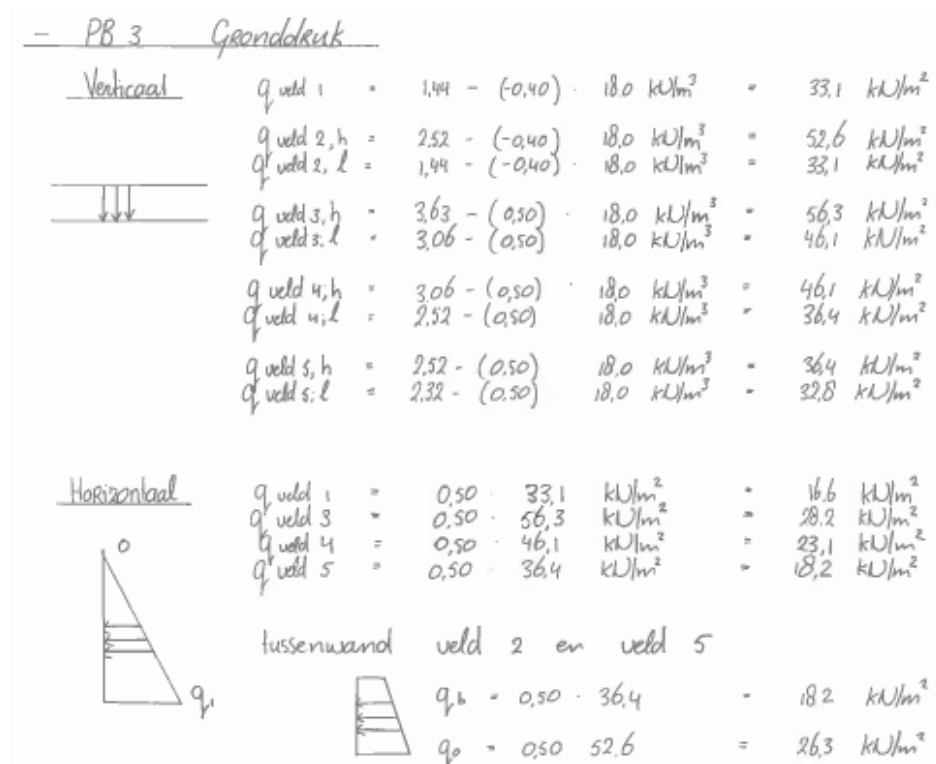 - PB 3 Gronddruk
Verticaal q veld 1 = 1,44 - (-0,40) · 18.0 kN/m³ = 33,1 kN/m²
q veld 2, h = 2,52 - (-0,40) 18,0 kN/m³ = 52,6 kN/m²
q veld 2, l = 1,44 - (-0,40) · 18,0 kN/m³ = 33,1 kN/m²
q veld 3, h = 3,63 - (0,50) · 18,0 kN/m³ = 56,3 kN/m²
q veld 3; l = 3,06 - (0,50) 18,0 kN/m³ = 46,1 kN/m²
q veld 4; h = 3,06 - (0,50) · 18,0 kN/m³ = 46,1 kN/m²
q veld 4; l = 2,52 - (0,50) 18,0 kN/m³ = 36,4 kN/m²
q veld 5, h = 2,52 - (0,50) 18,0 kN/m³ = 36,4 kN/m²
q veld 5; l = 2,32 - (0,50) 18,0 kN/m³ = 32,8 kN/m²
Horizontaal q veld 1 = 0,50 · 33,1 kN/m² = 16,6 kN/m²
q veld 3 = 0,50 · 56,3 kN/m² = 28.2 kN/m²
0 q veld 4 = 0,50 · 46,1 kN/m² = 23,1 kN/m²
q veld 5 = 0,50 · 36,4 kN/m² = 18,2 kN/m²
tussenwand veld 2 en veld 5
q₁ qb = 0,50 · 36,4 = 18.2 kN/m²
qo = 0,50 52.6 = 26,3 kN/m²